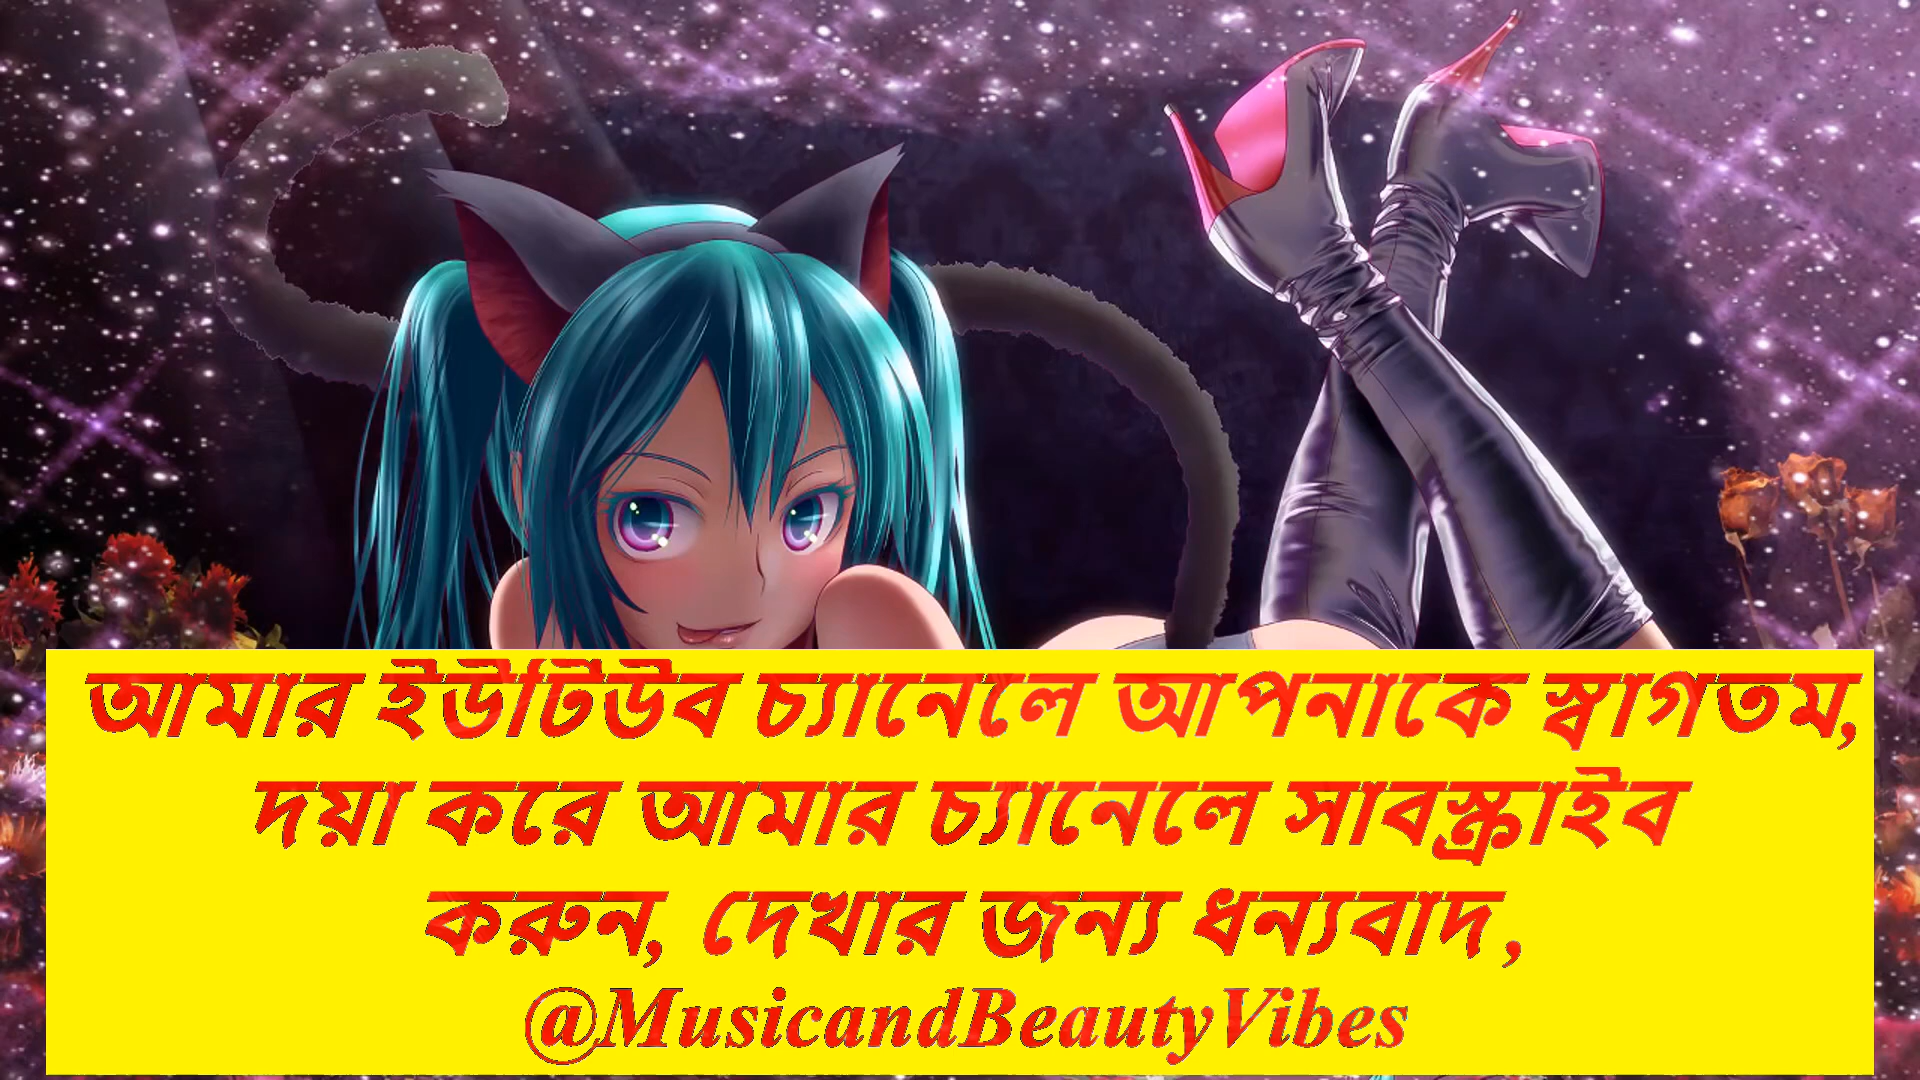 আমার ইউটিউব চ্যানেলে আপনাকে স্বাগতম,
দয়া করে আমার চ্যানেলে সাবস্ক্রাইব
করুন, দেখার জন্য ধন্যবাদ,
@MusicandBeautyVibes